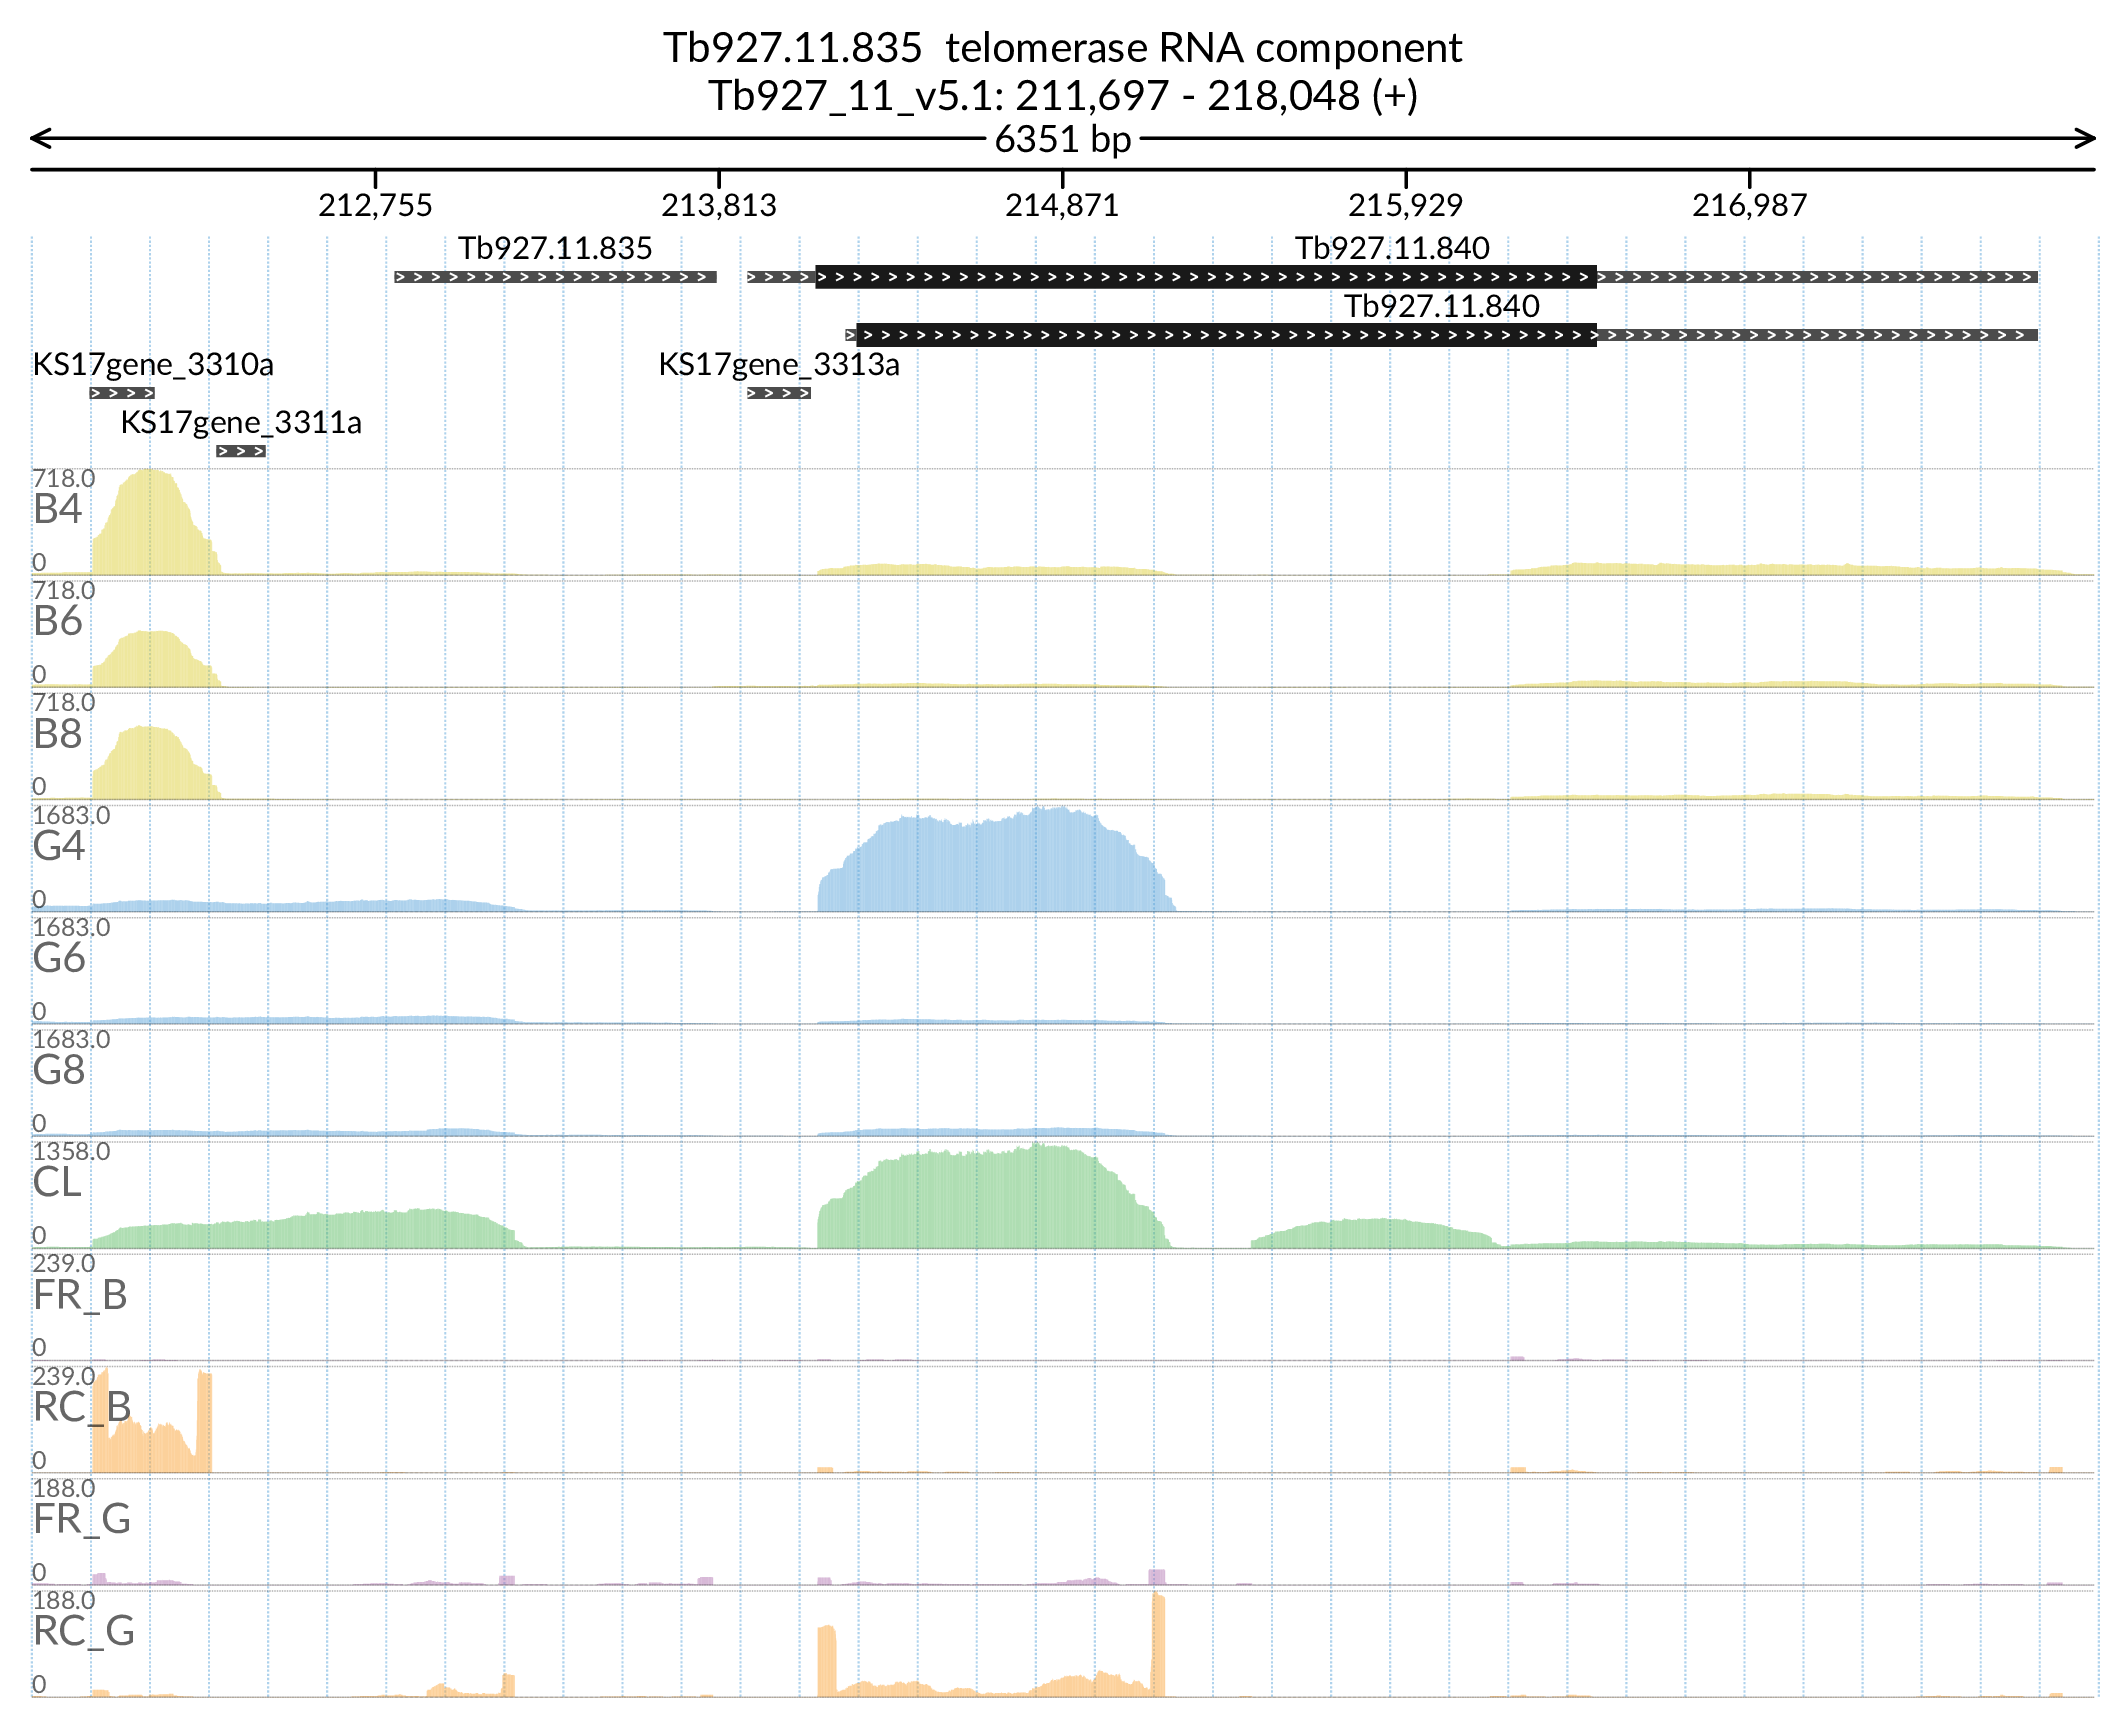 Tb927.11.835  telomerase RNA component
Tb927_11_v5.1: 211,697 - 218,048 (+)
6351 bp
212,755 213,813 214,871 215,929 216,987
Tb927.11.835 Tb927.11.840
Tb927.11.840
KS17gene_3310a KS17gene_3313a
KS17gene_3311a
718.0
B4
0
718.0
B6
0
718.0
B8
0
1683.0
G4
0
1683.0
G6
0
1683.0
G8
0
1358.0
CL
0
239.0
FR_B
0
239.0
RC_B
0
188.0
FR_G
0
188.0
RC_G
0